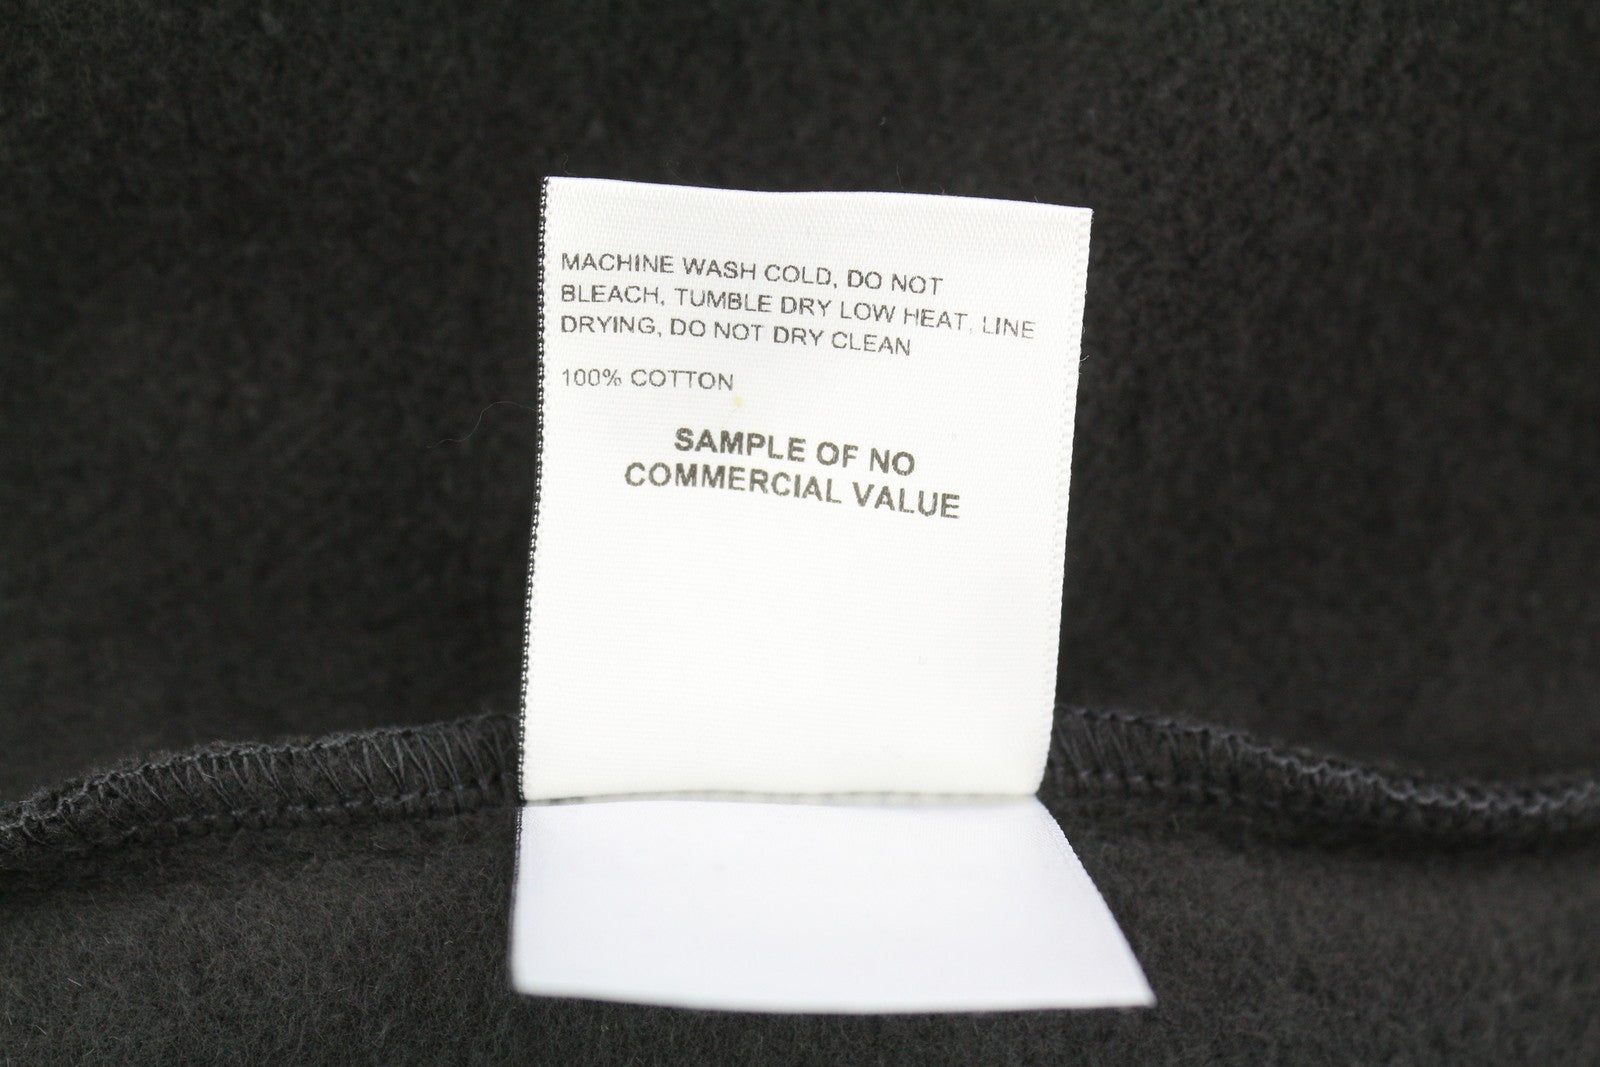 MACHINE WASH COLD, DO NOT
BLEACH, TUMBLE DRY LOW HEAT, LINE
DRYING, DO NOT DRY CLEAN
100% COTTON
SAMPLE OF NO
COMMERCIAL VALUE